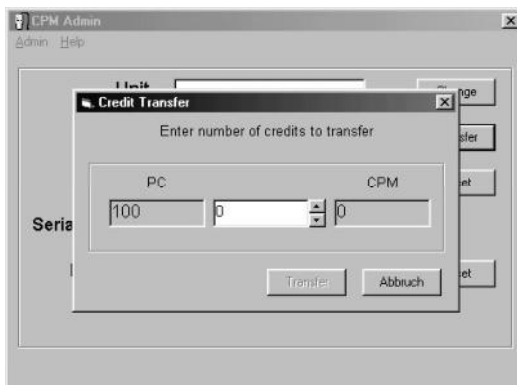 CPM Admin
Admin Help
Unit
Credit Transfer
Enter number of credits to transfer
PC
CPM
100
0
0
Seria
Transfer
Abbruch